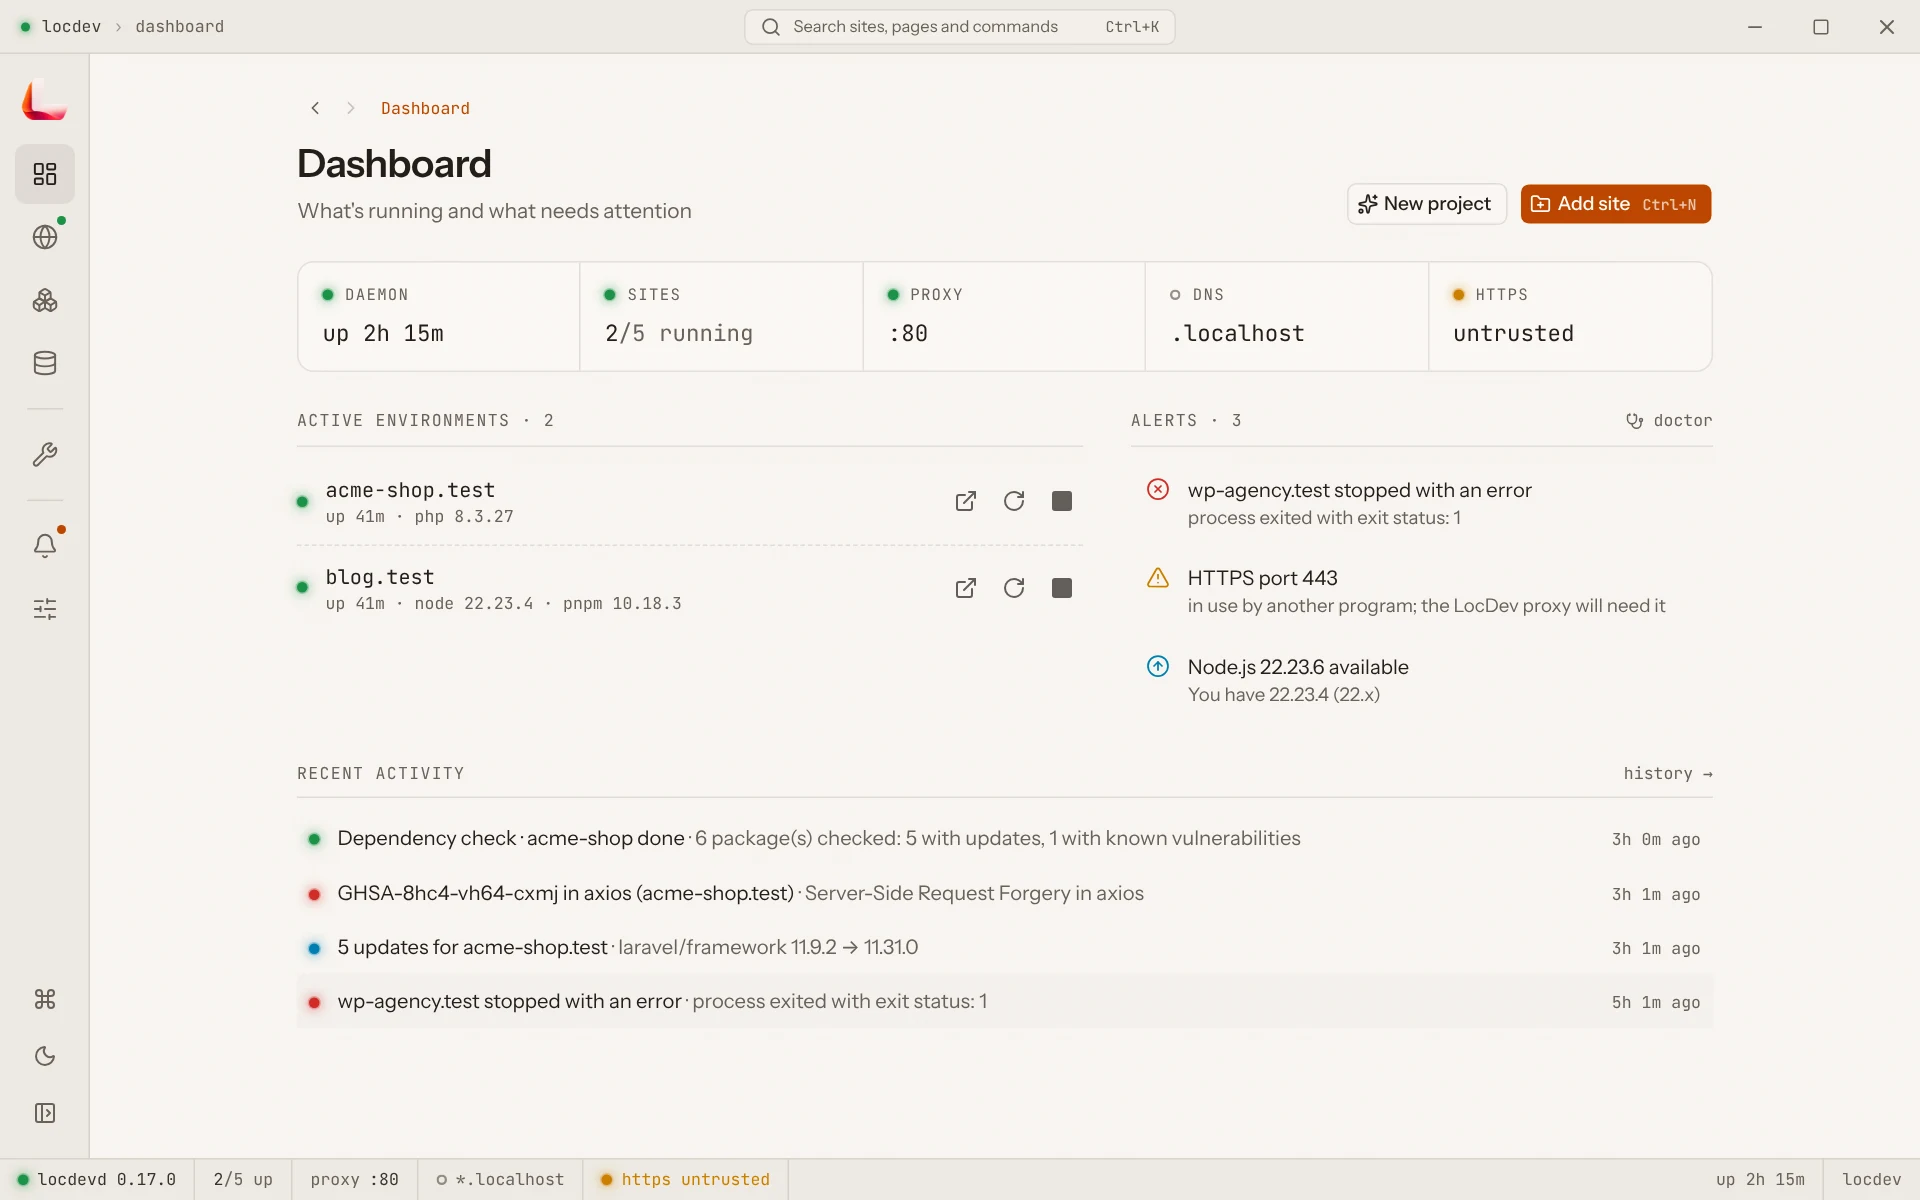 locdev › dashboard
Search sites, pages and commands Ctrl+K
Dashboard
Dashboard
What's running and what needs attention
New project
Add site Ctrl+N
DAEMON
up 2h 15m
SITES
2/5 running
PROXY
:80
DNS
.localhost
HTTPS
untrusted
ACTIVE ENVIRONMENTS · 2
acme-shop.test
up 41m · php 8.3.27
blog.test
up 41m · node 22.23.4 · pnpm 10.18.3
ALERTS · 3
doctor
wp-agency.test stopped with an error
process exited with exit status: 1
HTTPS port 443
in use by another program; the LocDev proxy will need it
Node.js 22.23.6 available
You have 22.23.4 (22.x)
RECENT ACTIVITY
history →
Dependency check · acme-shop done · 6 package(s) checked: 5 with updates, 1 with known vulnerabilities 3h 0m ago
GHSA-8hc4-vh64-cxmj in axios (acme-shop.test) · Server-Side Request Forgery in axios 3h 1m ago
5 updates for acme-shop.test · laravel/framework 11.9.2 → 11.31.0 3h 1m ago
wp-agency.test stopped with an error · process exited with exit status: 1 5h 1m ago
locdevd 0.17.0 2/5 up proxy :80 *.localhost https untrusted up 2h 15m locdev